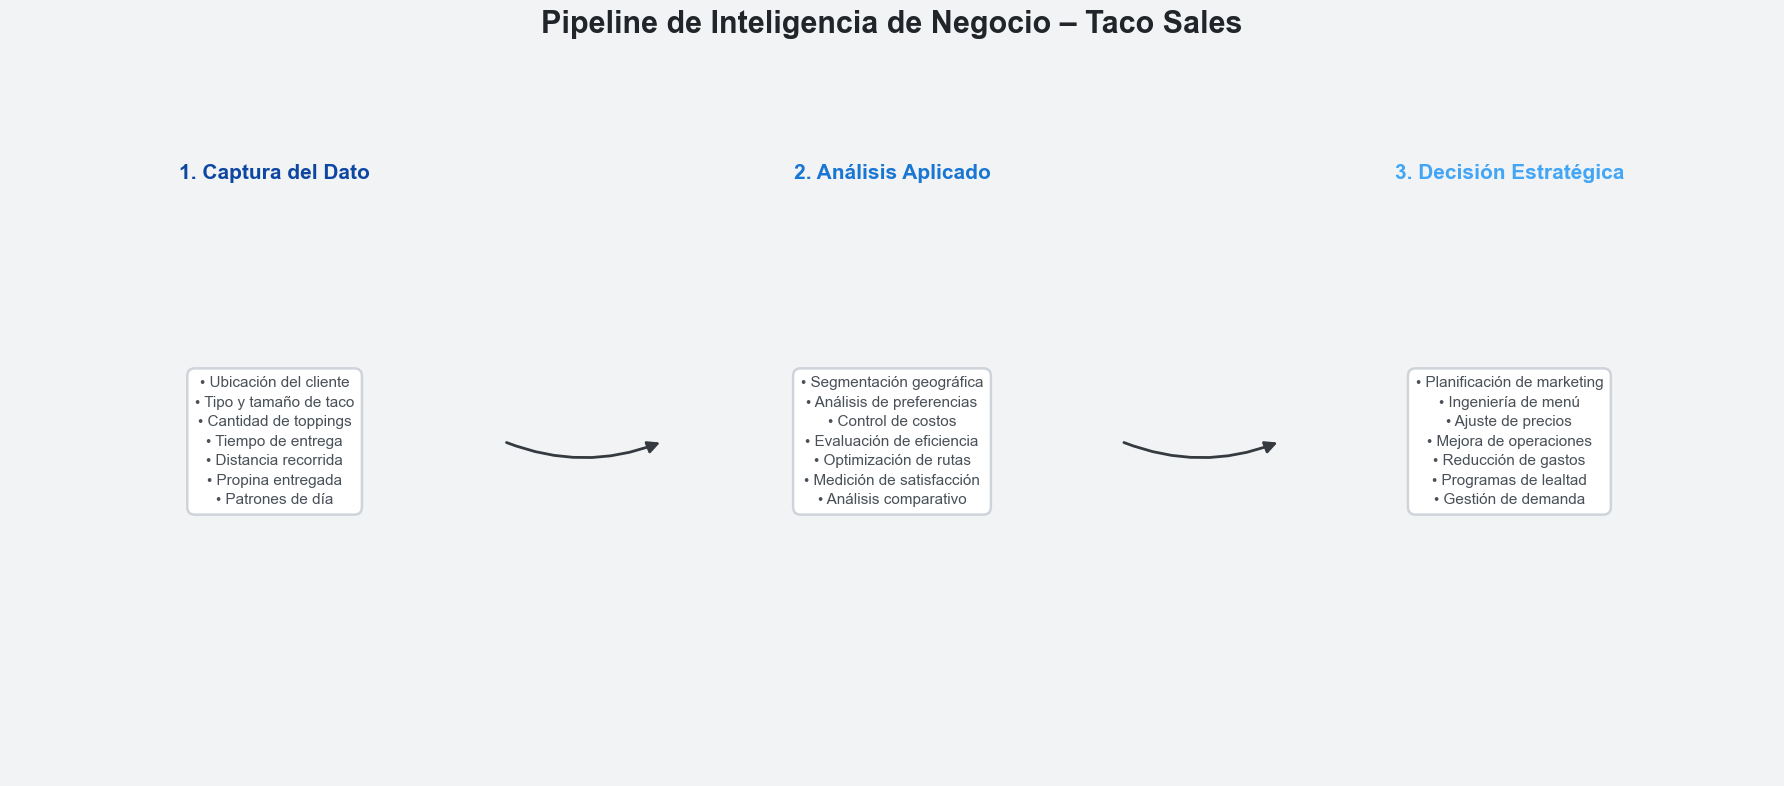 Pipeline de Inteligencia de Negocio – Taco Sales
1. Captura del Dato
• Ubicación del cliente
• Tipo y tamaño de taco
• Cantidad de toppings
• Tiempo de entrega
• Distancia recorrida
• Propina entregada
• Patrones de día
2. Análisis Aplicado
• Segmentación geográfica
• Análisis de preferencias
• Control de costos
• Evaluación de eficiencia
• Optimización de rutas
• Medición de satisfacción
• Análisis comparativo
3. Decisión Estratégica
• Planificación de marketing
• Ingeniería de menú
• Ajuste de precios
• Mejora de operaciones
• Reducción de gastos
• Programas de lealtad
• Gestión de demanda